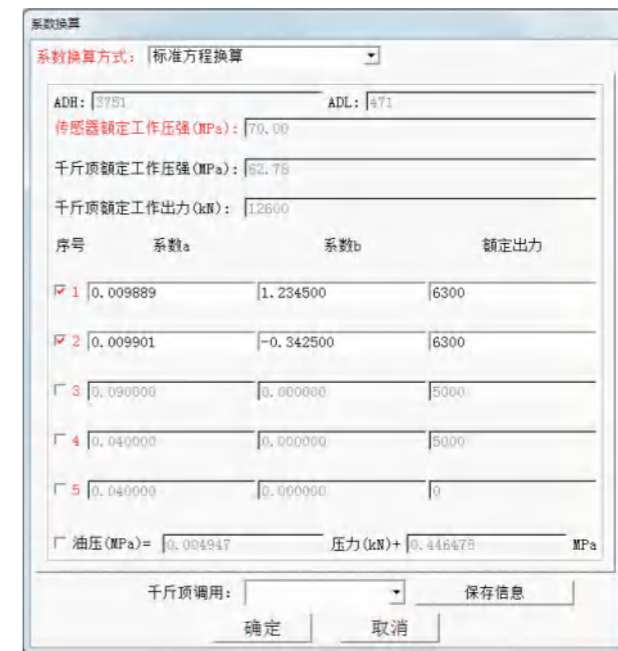 系数换算
系数换算方式: 标准方程换算
ADH: 3751 ADL: 471
传感器额定工作压强(MPa): 70.00
千斤顶额定工作压强(MPa): 62.78
千斤顶额定工作出力(kN): 12600
序号 系数a 系数b 额定出力
1 0.009889 1.234500 6300
2 0.009901 -0.342500 6300
3 0.090000 0.000000 5000
4 0.040000 0.000000 5000
5 0.040000 0.000000 0
油压(MPa)= 0.004947 压力(kN)+ 0.446478 MPa
千斤顶调用: 保存信息
确定 取消